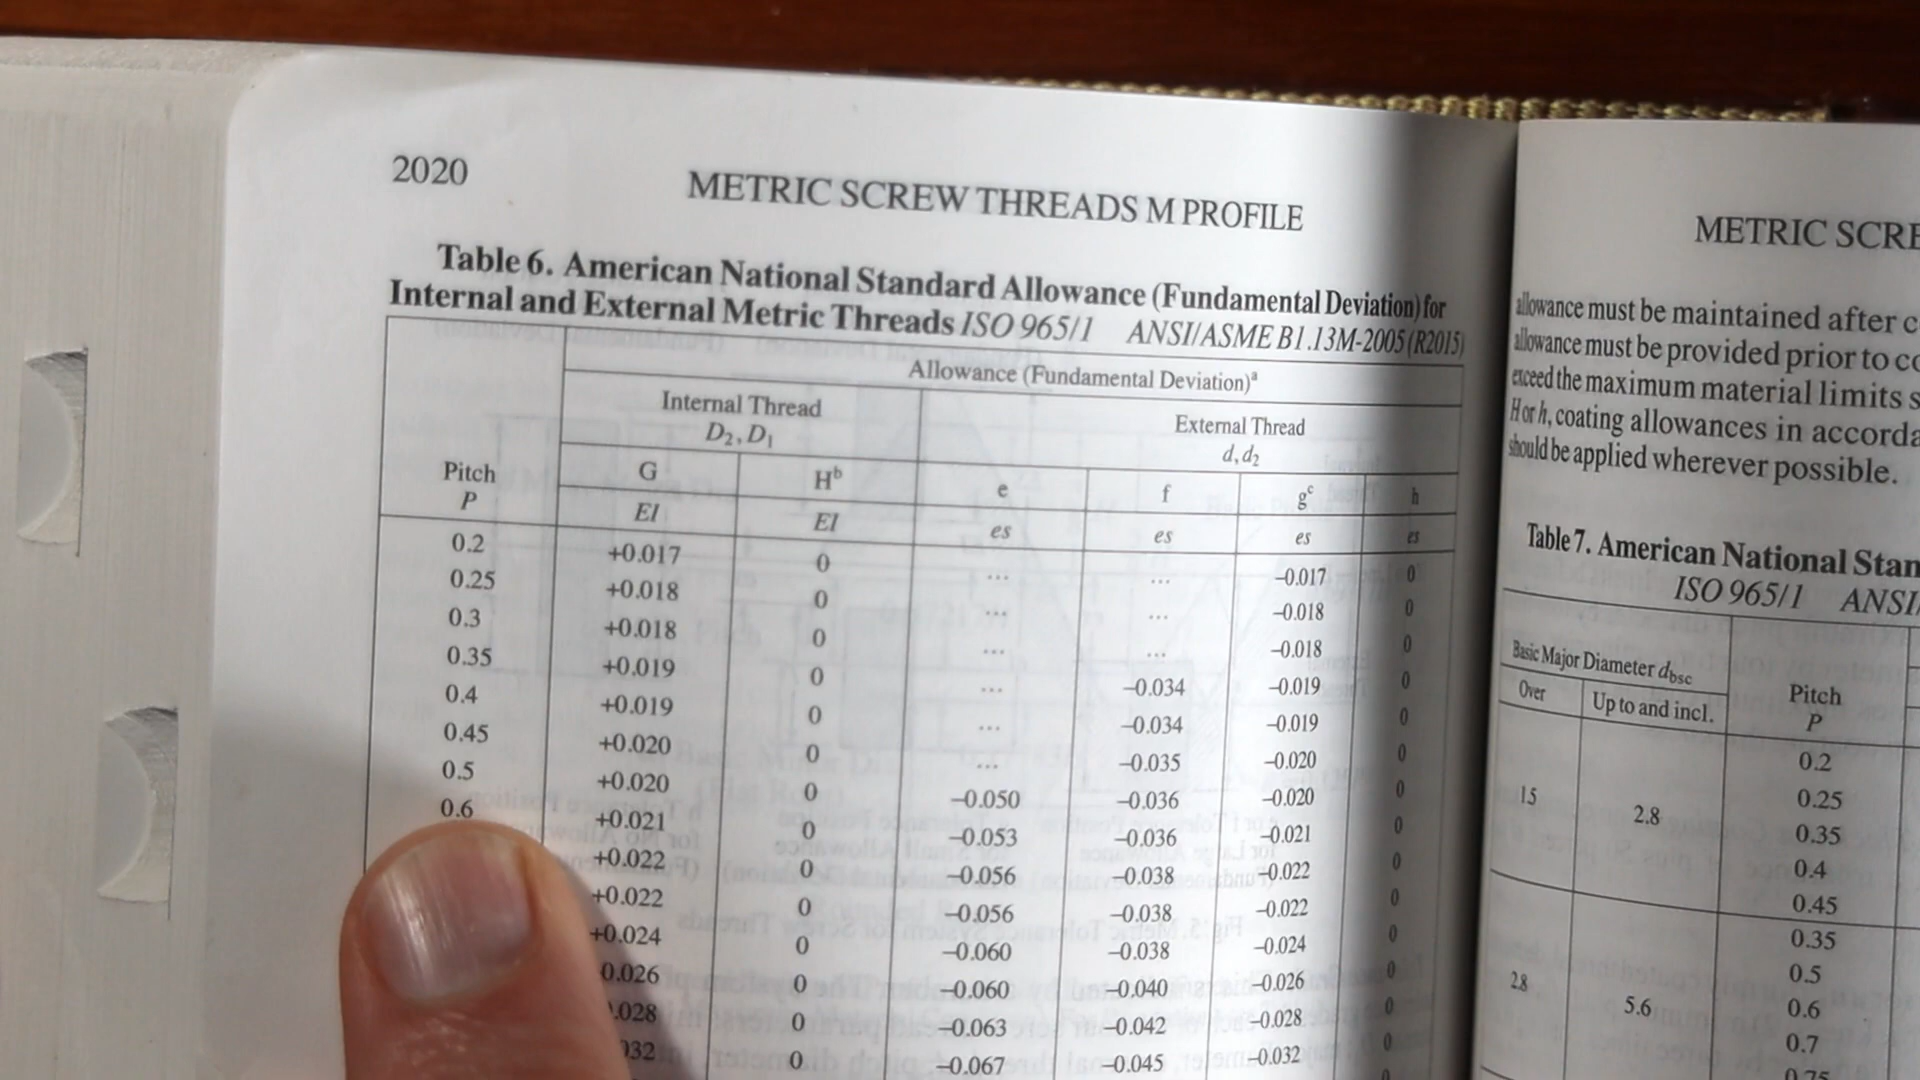 2020
METRIC SCREW THREADS M PROFILE
Table 6. American National Standard Allowance (Fundamental Deviation) for
Internal and External Metric Threads ISO 965/1 ANSI/ASME B1.13M-2005 (R2015)
Allowance (Fundamental Deviation)ᵃ
Internal Thread
D₂, D₁
External Thread
d, d₂
Pitch
P
G Hᵇ e f gᶜ h
EI EI es es es es
0.2 +0.017 0 ... ... –0.017 0
0.25 +0.018 0 ... ... –0.018 0
0.3 +0.018 0 ... ... –0.018 0
0.35 +0.019 0 ... –0.034 –0.019 0
0.4 +0.019 0 ... –0.034 –0.019 0
0.45 +0.020 0 ... –0.035 –0.020 0
0.5 +0.020 0 –0.050 –0.036 –0.020 0
0.6 +0.021 0 –0.053 –0.036 –0.021 0
+0.022 0 –0.056 –0.038 –0.022 0
+0.022 0 –0.056 –0.038 –0.022 0
+0.024 0 –0.060 –0.038 –0.024 0
0.026 0 –0.060 –0.040 –0.026 0
.028 0 –0.063 –0.042 –0.028 0
032 0 –0.067 –0.045 –0.032 0
METRIC SCRE
allowance must be maintained after c
allowance must be provided prior to co
exceed the maximum material limits s
H or h, coating allowances in accorda
should be applied wherever possible.
Table 7. American National Stan
ISO 965/1 ANSI/
Basic Major Diameter dbsc
Over Up to and incl.
Pitch
P
1.5 2.8
0.2
0.25
0.35
0.4
0.45
2.8 5.6
0.35
0.5
0.6
0.7
0.75